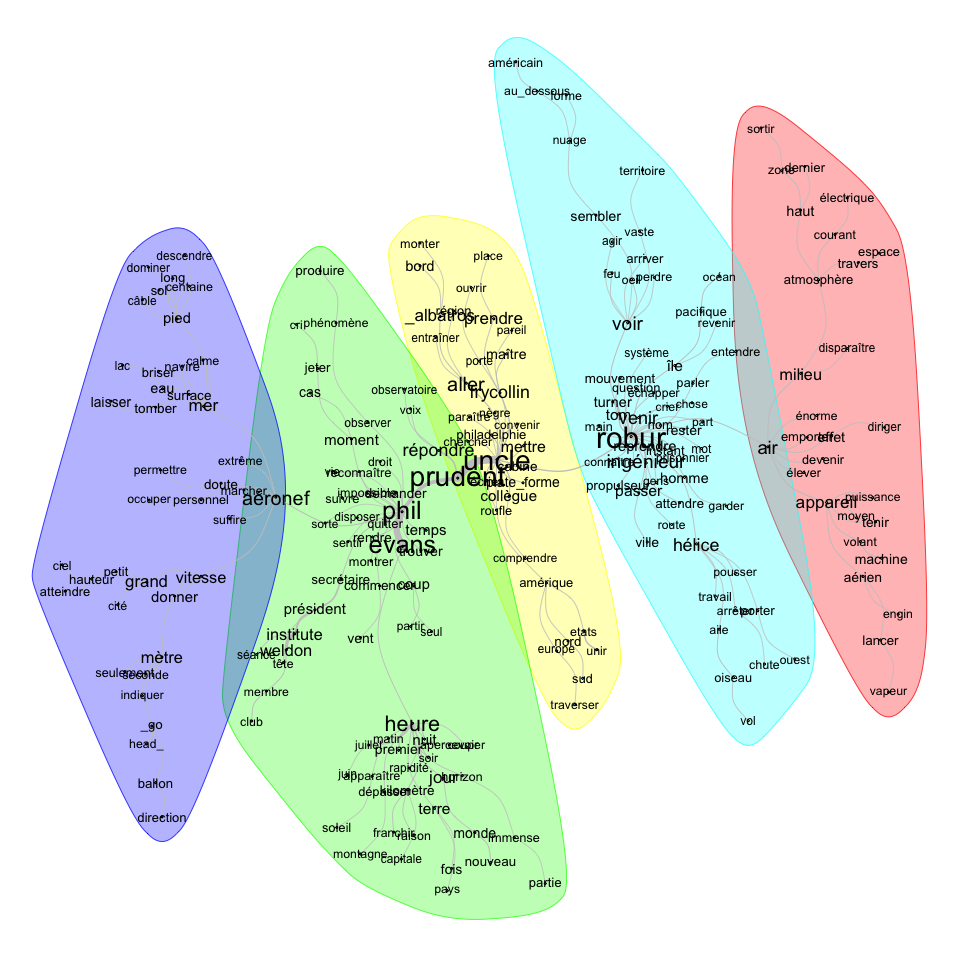 américain
au_dessous
forme
nuage
territoire
sembler
vaste
agir
arriver
feu
oeil
perdre
océan
pacifique
revenir
voir
système
entendre
île
mouvement
question
parler
échapper
turner
crier
chose
tom
venir
nom
part
main
rester
robur
reprendre
instant
mot
connaître
ingénieur
prisonnier
propulseur
passer
gens
homme
attendre
garder
route
ville
hélice
pousser
travail
arrêter
porter
aile
chute
ouest
oiseau
vol
sortir
zone
dernier
haut
électrique
courant
espace
travers
atmosphère
disparaître
milieu
énorme
emporter
effet
diriger
air
devenir
élever
appareil
puissance
moyen
tenir
volant
machine
aérien
engin
lancer
vapeur
monter
place
bord
ouvrir
région
_albatros
prendre
pareil
entraîner
maître
porte
aller
frycollin
nègre
paraître
convenir
philadelphie
chercher
mettre
uncle
cabine
prudent
plate_forme
collègue
roufle
comprendre
amérique
etats
nord
europe
unir
sud
traverser
produire
cri
phénomène
jeter
cas
observatoire
voix
observer
moment
répondre
droit
vie
reconnaître
impossible
demander
suivre
phil
disposer
quitter
sorte
temps
rendre
sentir
evans
trouver
montrer
secrétaire
commencer
coup
président
partir
seul
institute
vent
weldon
séance
tête
membre
club
heure
matin
nuit
juillet
premier
apercevoir
soir
rapidité
juin
apparaître
jour
horizon
dépasser
kilomètre
terre
soleil
franchir
raison
monde
immense
montagne
capitale
fois
nouveau
pays
partie
descendre
dominer
long
sol
centaine
câble
pied
lac
calme
briser
navire
eau
surface
laisser
tomber
mer
extrême
permettre
doute
marcher
occuper
personnel
aéronef
suffire
ciel
petit
hauteur
grand
vitesse
atteindre
donner
cité
mètre
seulement
seconde
indiquer
_go
head_
ballon
direction